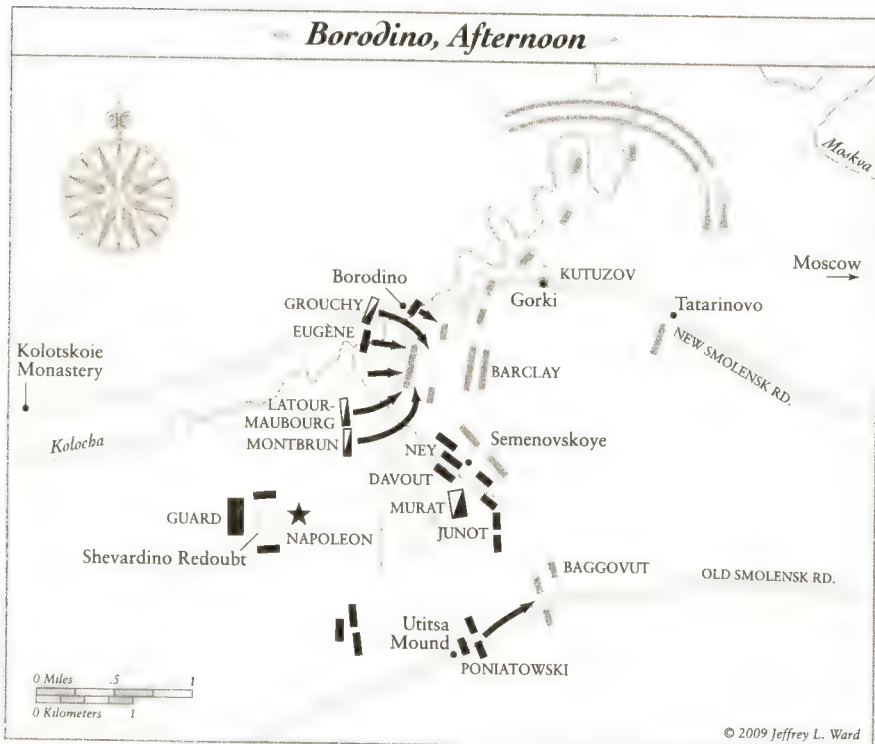 Borodino, Afternoon
Moskva
Moscow
KUTUZOV
Gorki
Tatarinovo
NEW SMOLENSK RD.
Borodino
GROUCHY
EUGÈNE
Kolotskoie
Monastery
BARCLAY
LATOUR-
MAUBOURG
MONTBRUN
Kolocha
NEY
Semenovskoye
DAVOUT
MURAT
JUNOT
GUARD
NAPOLEON
Shevardino Redoubt
BAGGOVUT
OLD SMOLENSK RD.
Utitsa
Mound
PONIATOWSKI
0 Miles .5 1
0 Kilometers 1
© 2009 Jeffrey L. Ward